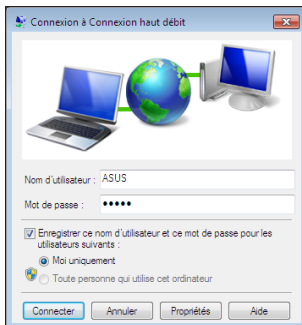 Connexion à Connexion haut débit
Nom d'utilisateur : ASUS
Mot de passe : •••••
Enregistrer ce nom d'utilisateur et ce mot de passe pour les
utilisateurs suivants :
Moi uniquement
Toute personne qui utilise cet ordinateur
Connecter Annuler Propriétés Aide